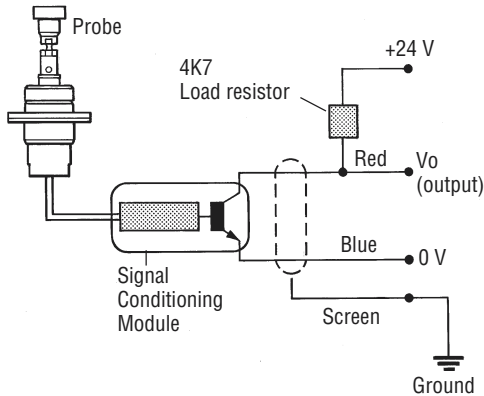 Probe
+24 V
4K7
Load resistor
Red
Vo
(output)
Blue
0 V
Signal
Conditioning
Module
Screen
Ground